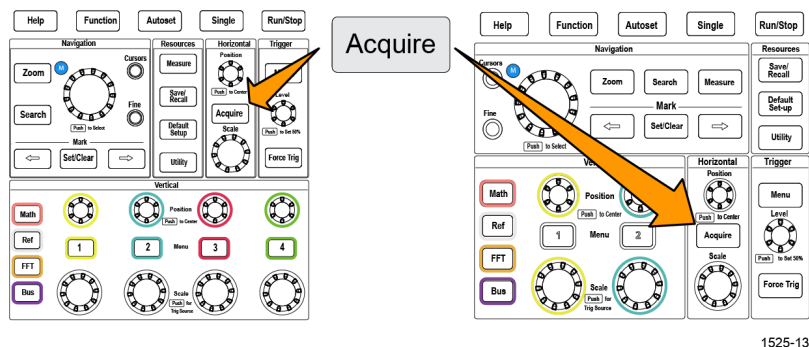 Help Function Autoset Single Run/Stop
Navigation Resources Horizontal Trigger
Zoom M Cursors Measure Position
Push to Center
Search Fine Save/
Recall Acquire Level
Push to Select Default
Setup Scale Push to Set 50%
Mark
Set/Clear Utility Force Trig
Vertical
Math Position
Push to Center
Ref 1 2 Menu 3 4
FFT
Bus Scale
Push for
Trig Source
Acquire
Help Function Autoset Single Run/Stop
Navigation Resources
Cursors M Zoom Search Measure Save/
Recall
Fine Mark Default
Set-up
Push to Select Set/Clear Utility
Horizontal Trigger
Math Position Position Menu
Push to Center Push to Center
Ref 1 Menu 2 Acquire Level
FFT Scale Push to Set 50%
Bus Scale Force Trig
Push for
Trig Source
1525-13